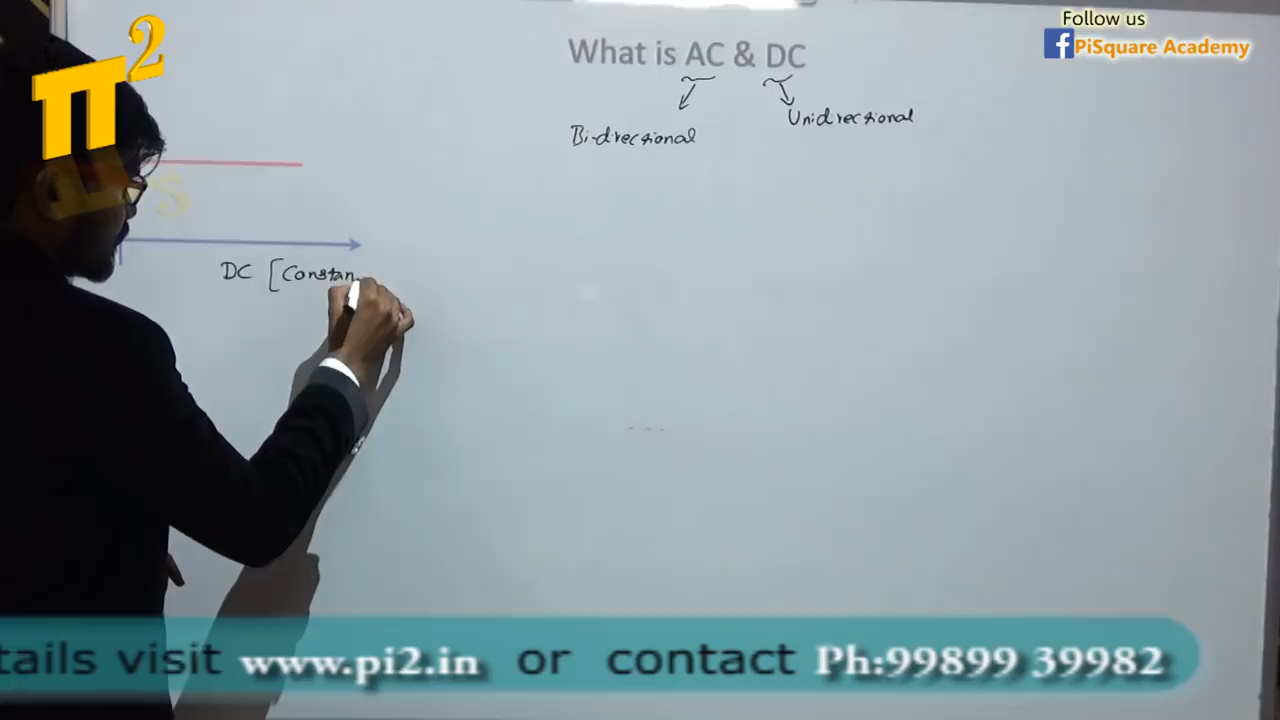 π2
Follow us
PiSquare Academy
What is AC & DC
Unidirectional
Bi-directional
DC [Constan
tails visit www.pi2.in or contact Ph:99899 39982